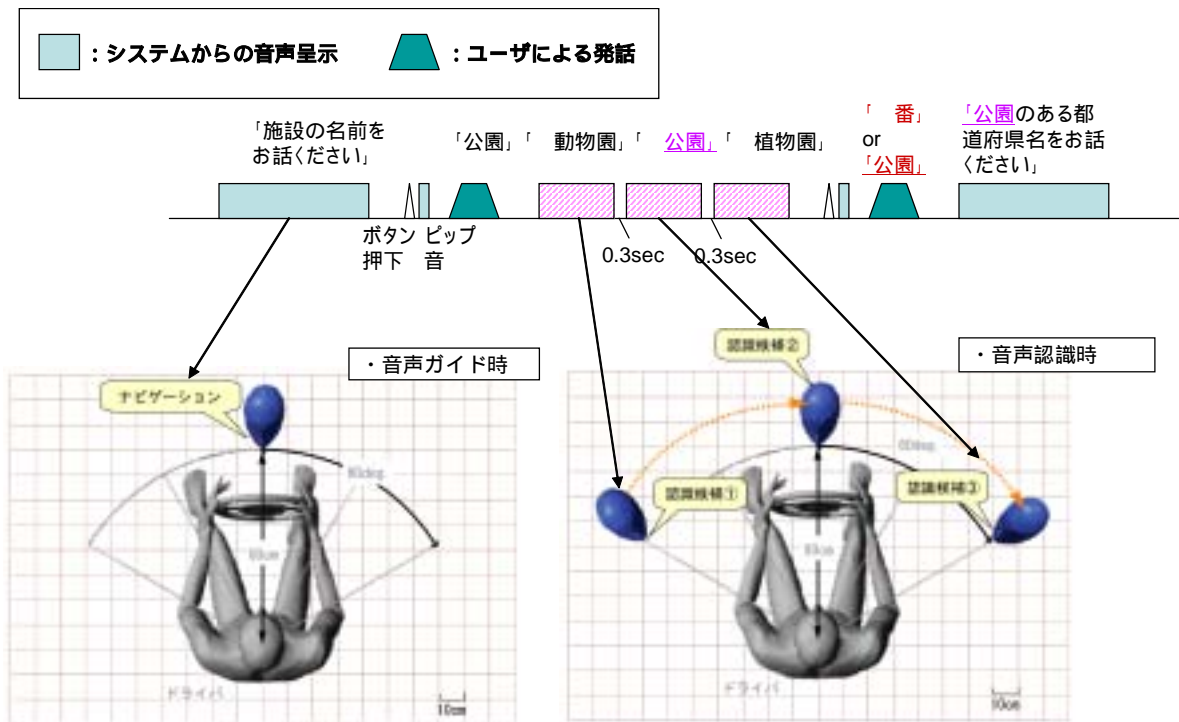 ：システムからの音声呈示
：ユーザによる発話
「施設の名前を
お話ください」
「公園」「　動物園」「　公園」「　植物園」
「　番」
or
「公園」
「公園のある都
道府県名をお話
ください」
ボタン
押下
ピップ
音
0.3sec
0.3sec
・音声ガイド時
・音声認識時
ナビゲーション
60deg
60cm
ドライバ
10cm
認識候補②
認識候補①
認識候補③
60deg
60cm
ドライバ
10cm